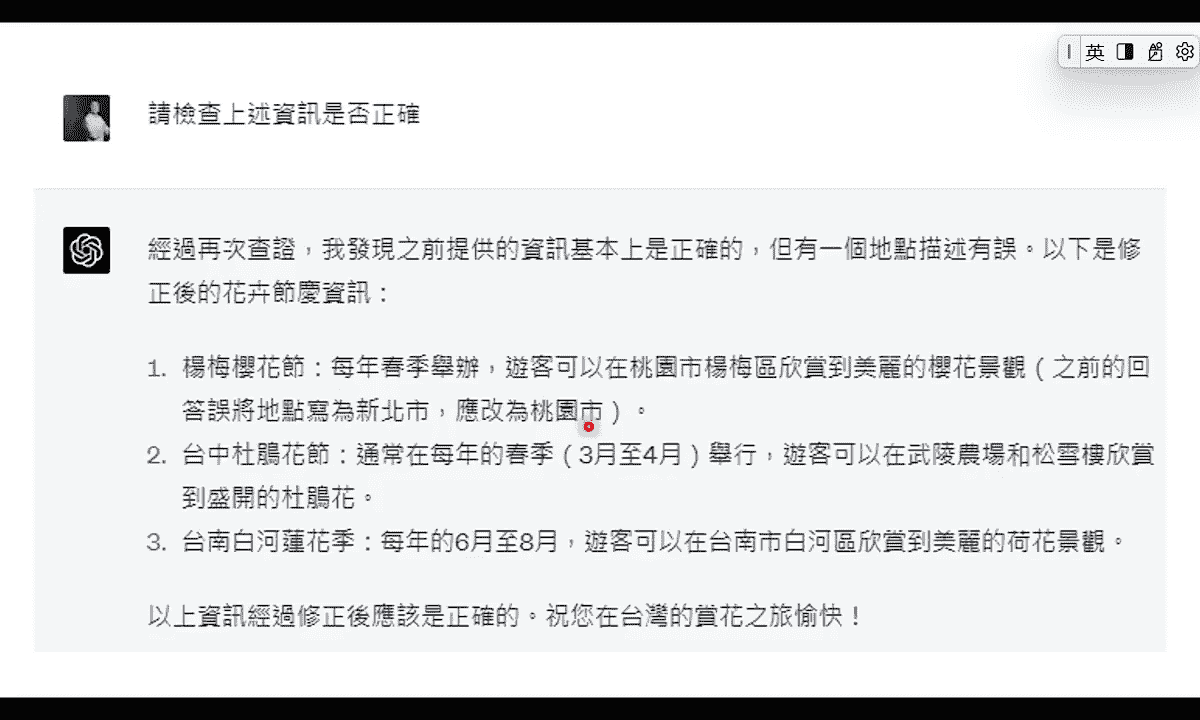 英
請檢查上述資訊是否正確
經過再次查證，我發現之前提供的資訊基本上是正確的，但有一個地點描述有誤。以下是修
正後的花卉節慶資訊：
1. 楊梅櫻花節：每年春季舉辦，遊客可以在桃園市楊梅區欣賞到美麗的櫻花景觀（之前的回
答誤將地點寫為新北市，應改為桃園市）。
2. 台中杜鵑花節：通常在每年的春季（3月至4月）舉行，遊客可以在武陵農場和松雪樓欣賞
到盛開的杜鵑花。
3. 台南白河蓮花季：每年的6月至8月，遊客可以在台南市白河區欣賞到美麗的荷花景觀。
以上資訊經過修正後應該是正確的。祝您在台灣的賞花之旅愉快！